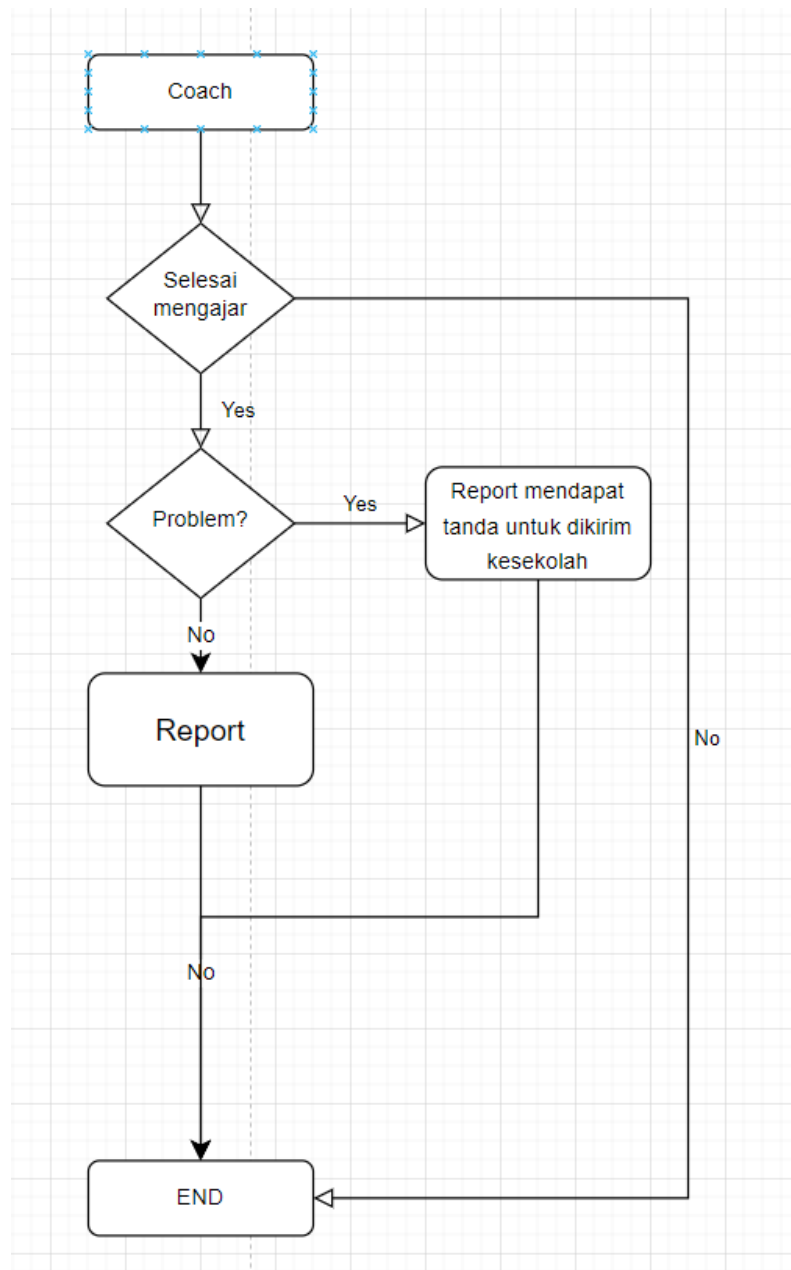 Coach
Selesai
mengajar
Yes
Problem?
Yes
Report mendapat
tanda untuk dikirim
kesekolah
No
Report
No
No
END